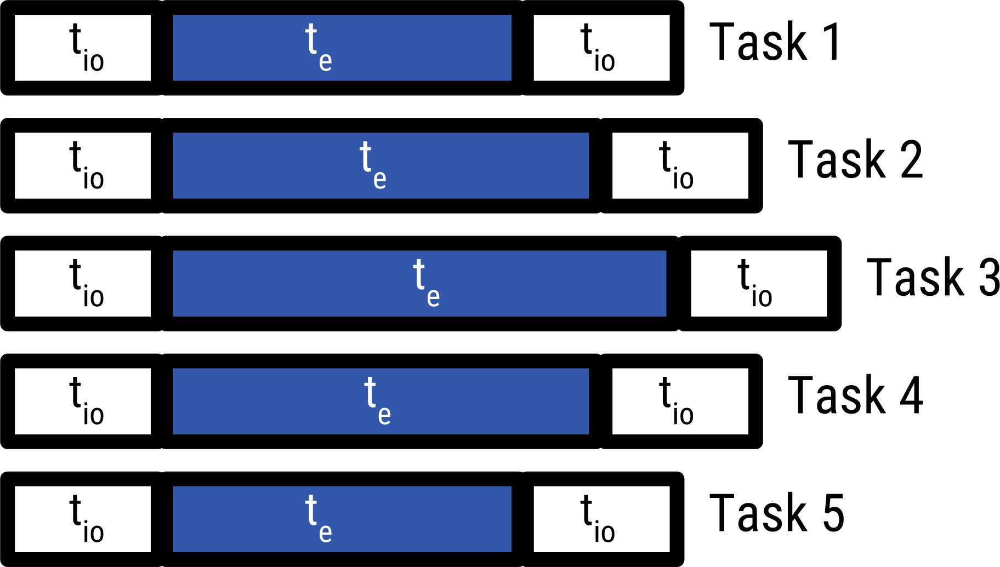 t_io t_e t_io Task 1
t_io t_e t_io Task 2
t_io t_e t_io Task 3
t_io t_e t_io Task 4
t_io t_e t_io Task 5